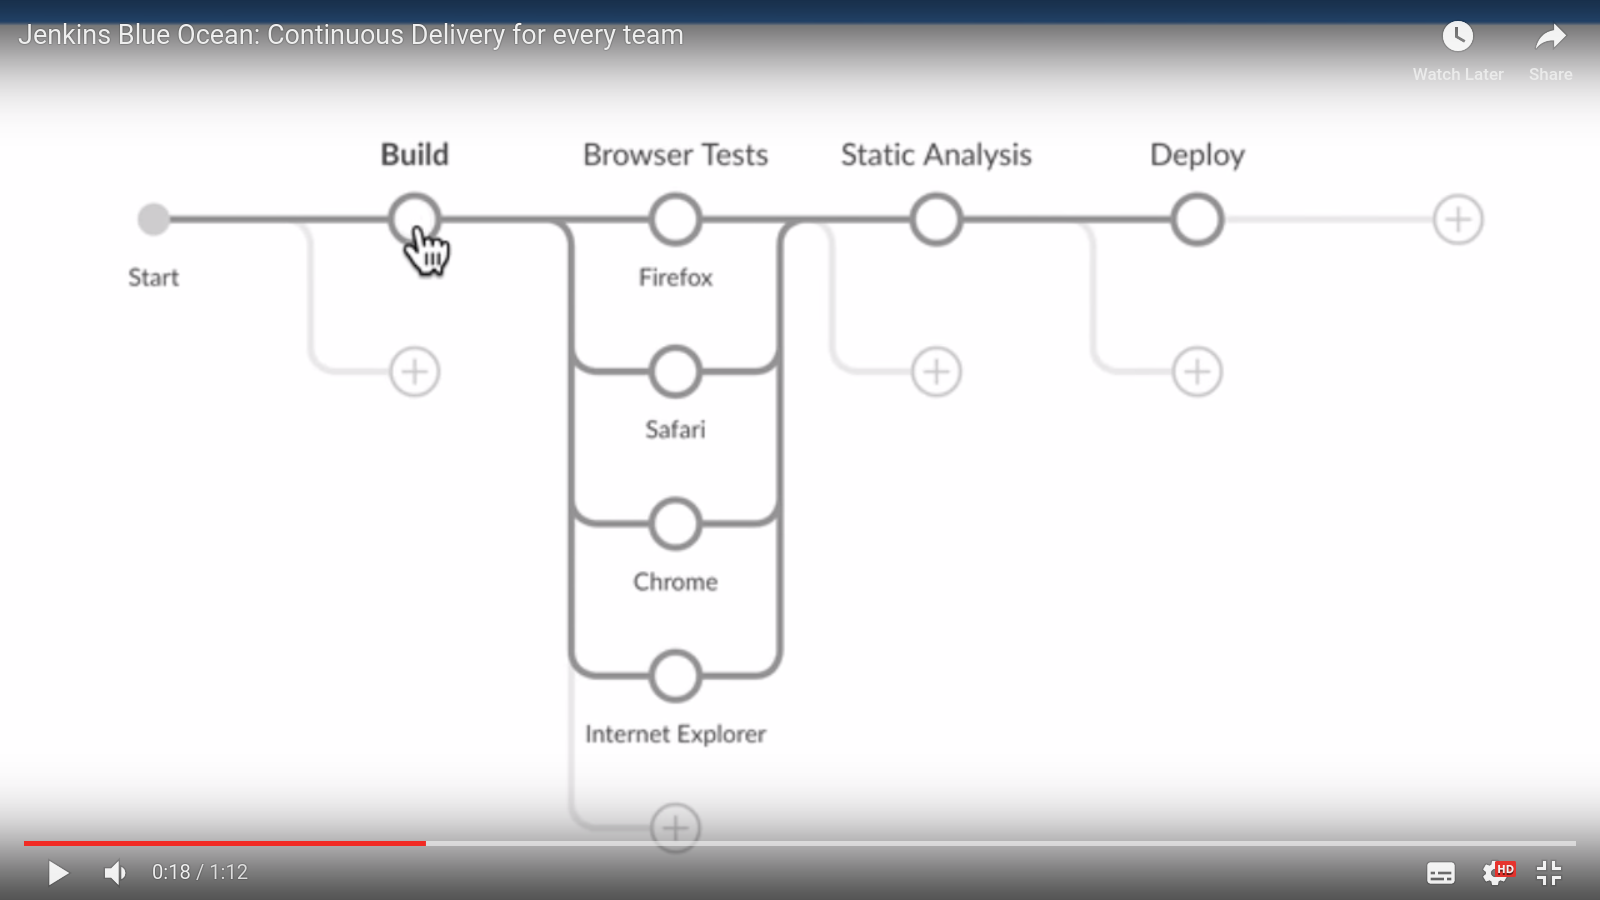 Jenkins Blue Ocean: Continuous Delivery for every team
Watch Later
Share
Build
Browser Tests
Static Analysis
Deploy
Start
Firefox
Safari
Chrome
Internet Explorer
0:18 / 1:12
HD